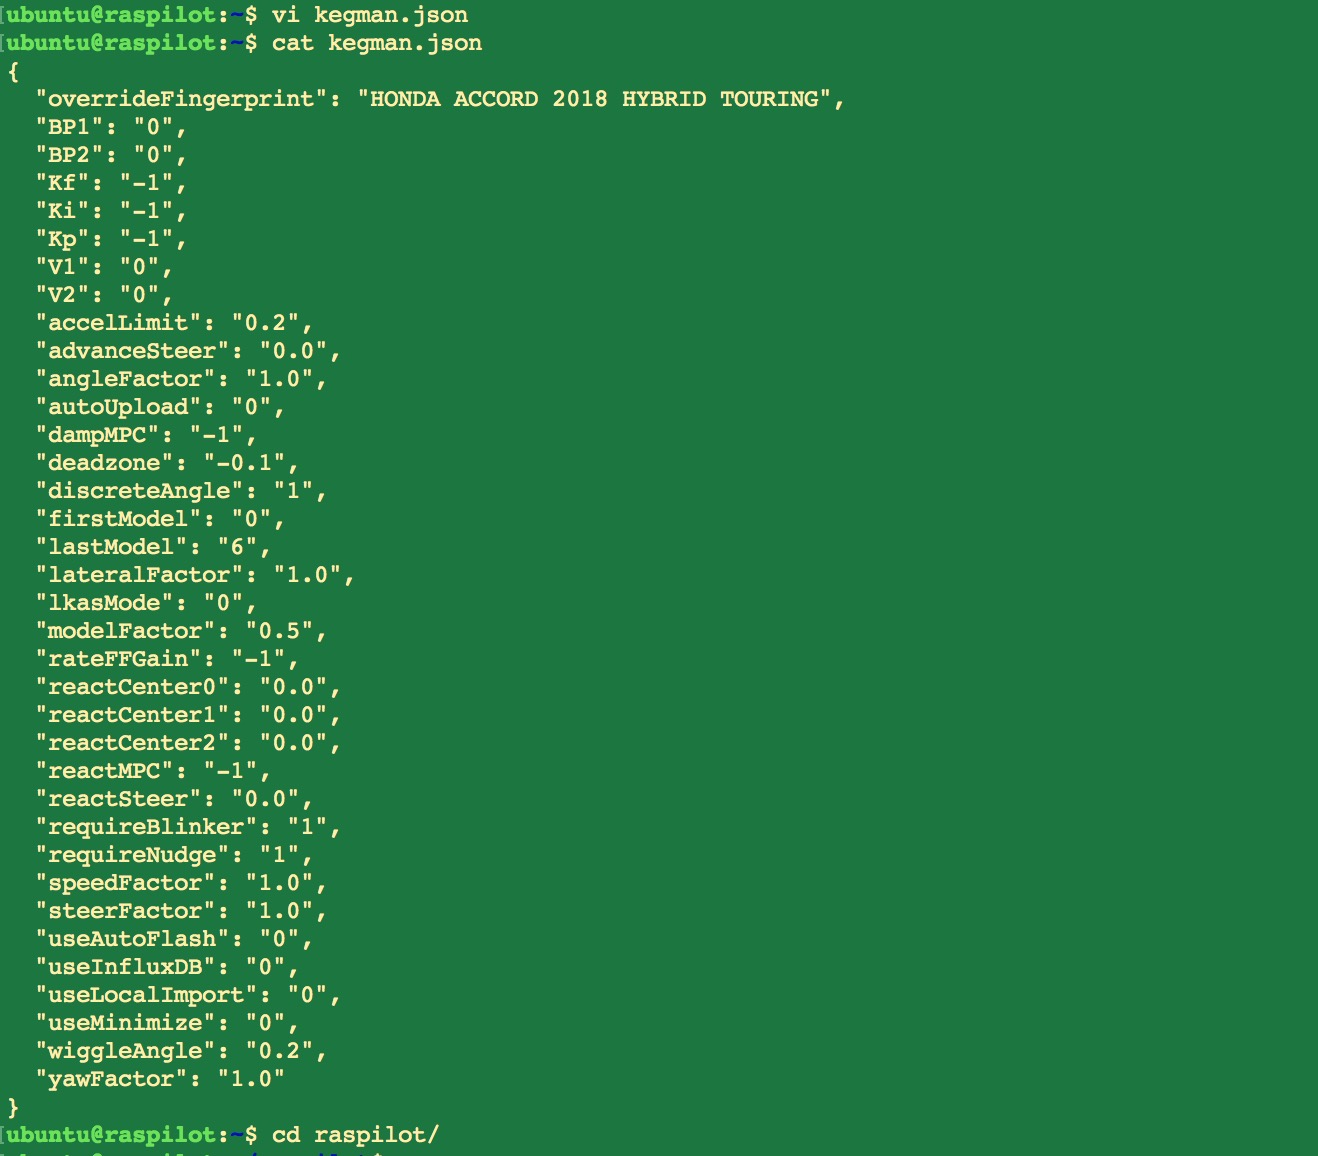 [ubuntu@raspilot:~$ vi kegman.json
[ubuntu@raspilot:~$ cat kegman.json
{
  "overrideFingerprint": "HONDA ACCORD 2018 HYBRID TOURING",
  "BP1": "0",
  "BP2": "0",
  "Kf": "-1",
  "Ki": "-1",
  "Kp": "-1",
  "V1": "0",
  "V2": "0",
  "accelLimit": "0.2",
  "advanceSteer": "0.0",
  "angleFactor": "1.0",
  "autoUpload": "0",
  "dampMPC": "-1",
  "deadzone": "-0.1",
  "discreteAngle": "1",
  "firstModel": "0",
  "lastModel": "6",
  "lateralFactor": "1.0",
  "lkasMode": "0",
  "modelFactor": "0.5",
  "rateFFGain": "-1",
  "reactCenter0": "0.0",
  "reactCenter1": "0.0",
  "reactCenter2": "0.0",
  "reactMPC": "-1",
  "reactSteer": "0.0",
  "requireBlinker": "1",
  "requireNudge": "1",
  "speedFactor": "1.0",
  "steerFactor": "1.0",
  "useAutoFlash": "0",
  "useInfluxDB": "0",
  "useLocalImport": "0",
  "useMinimize": "0",
  "wiggleAngle": "0.2",
  "yawFactor": "1.0"
}
[ubuntu@raspilot:~$ cd raspilot/